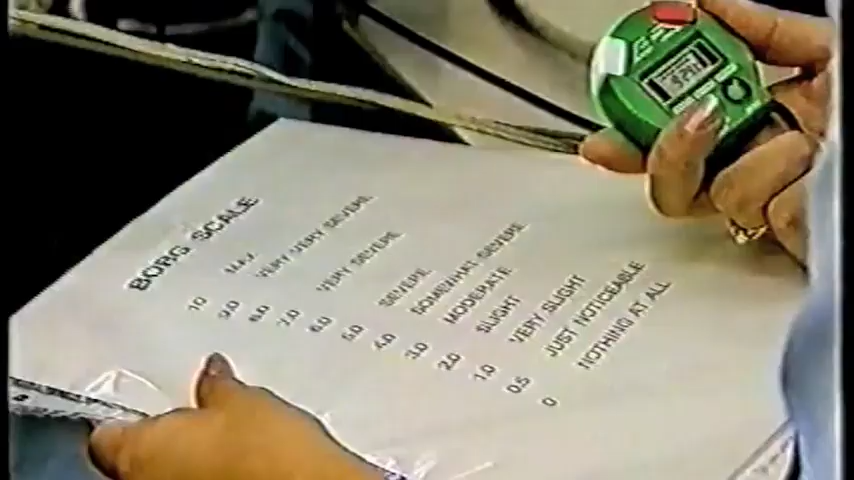 BORG SCALE
10 MAX
9.0 VERY VERY SEVERE
8.0
7.0 VERY SEVERE
6.0
5.0 SEVERE
4.0 SOMEWHAT SEVERE
3.0 MODERATE
2.0 SLIGHT
1.0 VERY SLIGHT
0.5 JUST NOTICEABLE
0 NOTHING AT ALL